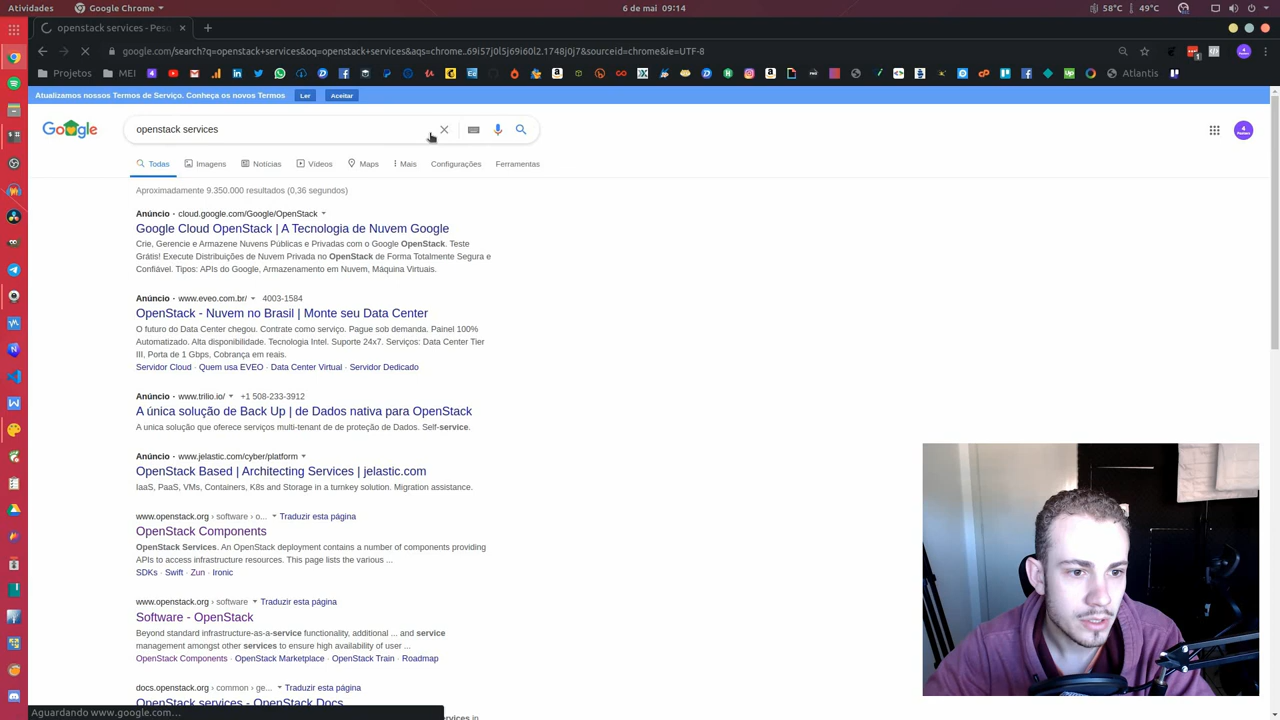 Atividades
6 de mai 09:14
58°C
49°C
openstack services - Pes
google.com/search?q=openstack+services&oq=openstack+services&aqs=chrome..69i57j0l5j69i60l2.1748j0j7&sourceid=chrome&ie=UTF-8
Projetos
MEI
Atlantis
Atualizamos nossos Termos de Serviço. Conheça os novos Termos
Ler
Aceitar
Google
openstack services
Todas
Imagens
Notícias
Vídeos
Maps
Mais
Configurações
Ferramentas
Aproximadamente 9.350.000 resultados (0,36 segundos)
Anúncio · cloud.google.com/Google/OpenStack
Google Cloud OpenStack | A Tecnologia de Nuvem Google
Crie, Gerencie e Armazene Nuvens Públicas e Privadas com o Google OpenStack. Teste
Grátis! Execute Distribuições de Nuvem Privada no OpenStack de Forma Totalmente Segura e
Confiável. Tipos: APIs do Google, Armazenamento em Nuvem, Máquina Virtuais.
Anúncio · www.eveo.com.br/ 4003-1584
OpenStack - Nuvem no Brasil | Monte seu Data Center
O futuro do Data Center chegou. Contrate como serviço. Pague sob demanda. Painel 100%
Automatizado. Alta disponibilidade. Tecnologia Intel. Suporte 24x7. Serviços: Data Center Tier
III, Porta de 1 Gbps, Cobrança em reais.
Servidor Cloud · Quem usa EVEO · Data Center Virtual · Servidor Dedicado
Anúncio · www.trilio.io/ +1 508-233-3912
A única solução de Back Up | de Dados nativa para OpenStack
A unica solução que oferece serviços multi-tenant de de proteção de Dados. Self-service.
Anúncio · www.jelastic.com/cyber/platform
OpenStack Based | Architecting Services | jelastic.com
IaaS, PaaS, VMs, Containers, K8s and Storage in a turnkey solution. Migration assistance.
www.openstack.org › software › o... Traduzir esta página
OpenStack Components
OpenStack Services. An OpenStack deployment contains a number of components providing
APIs to access infrastructure resources. This page lists the various ...
SDKs · Swift · Zun · Ironic
www.openstack.org › software Traduzir esta página
Software - OpenStack
Beyond standard infrastructure-as-a-service functionality, additional ... and service
management amongst other services to ensure high availability of user ...
OpenStack Components · OpenStack Marketplace · OpenStack Train · Roadmap
docs.openstack.org › common › ge... Traduzir esta página
OpenStack services - OpenStack Docs
Aguardando www.google.com…
services in